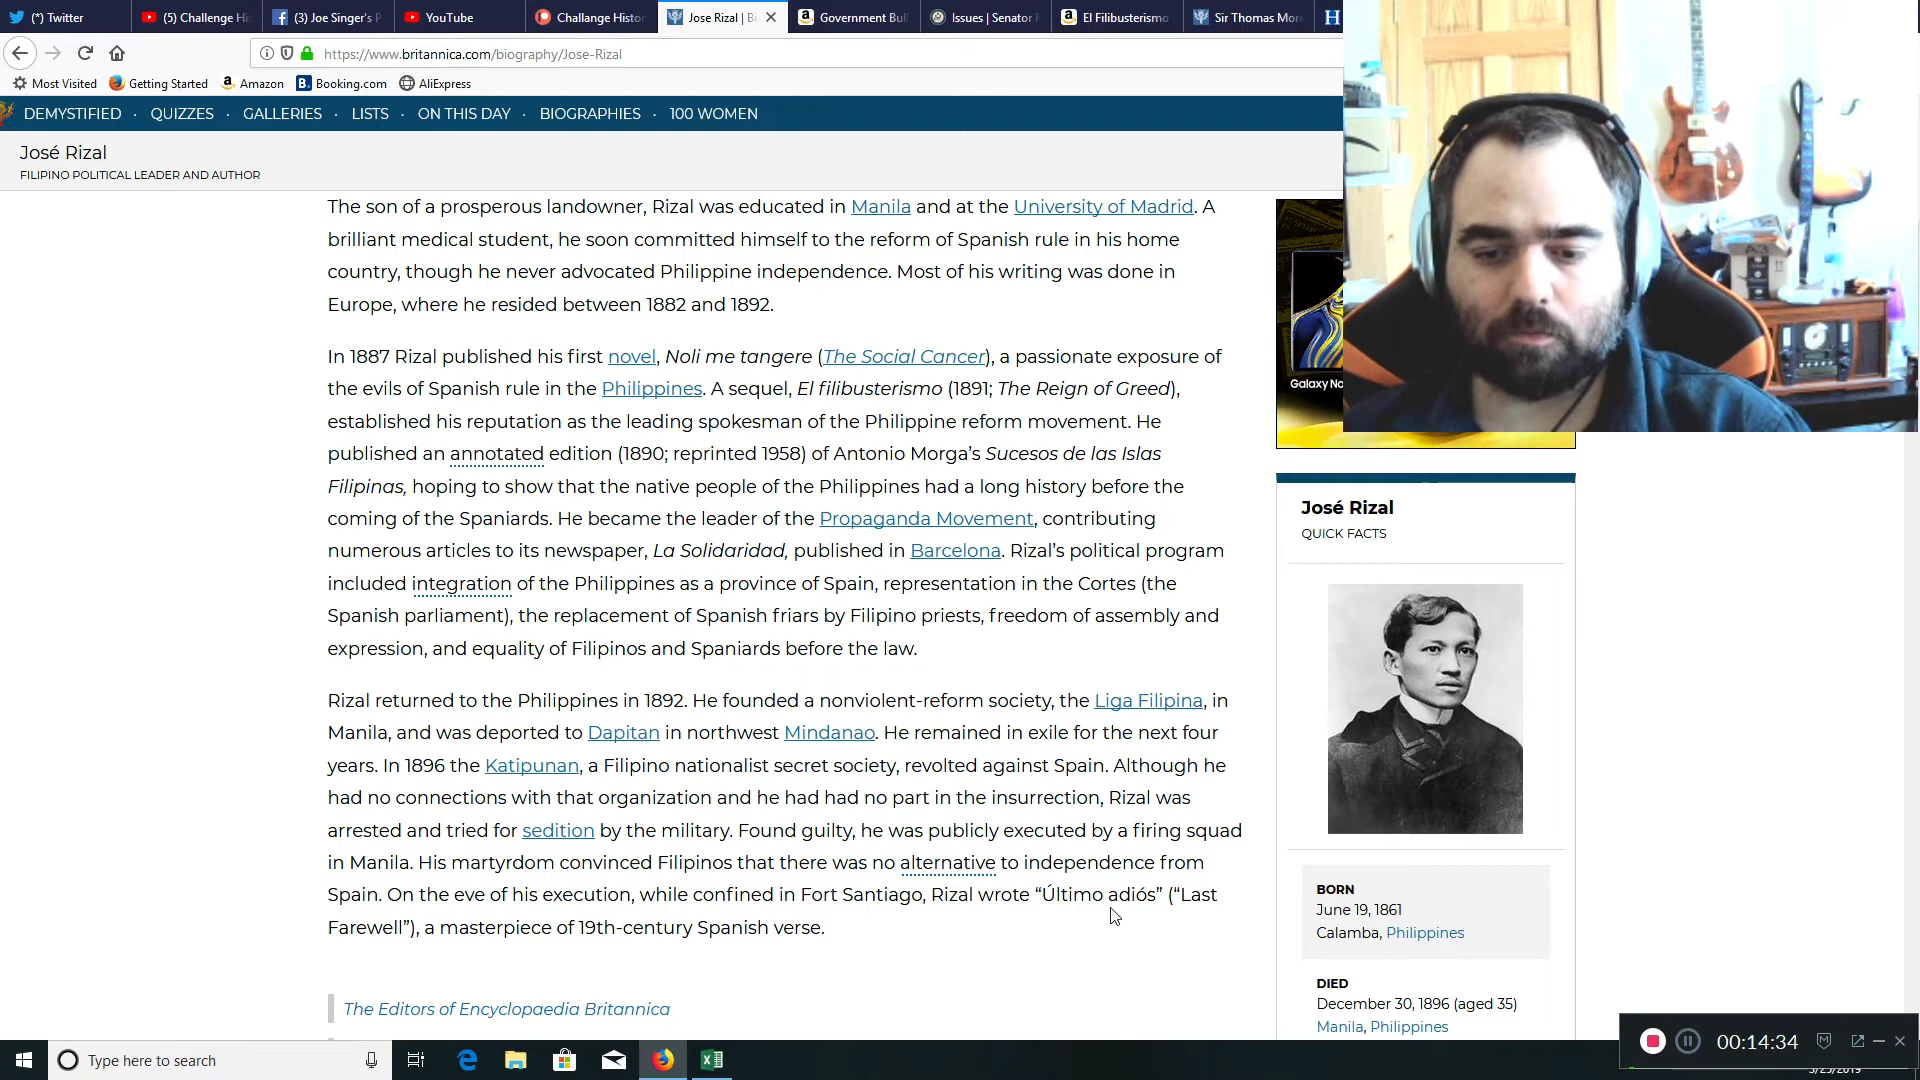 (*) Twitter
(5) Challenge Hi
(3) Joe Singer's P
YouTube
Challange Histor
Jose Rizal | B
Government Bull
Issues | Senator
El Filibusterismo
Sir Thomas Mor
H
https://www.britannica.com/biography/Jose-Rizal
Most Visited
Getting Started
Amazon
Booking.com
AliExpress
DEMYSTIFIED · QUIZZES · GALLERIES · LISTS · ON THIS DAY · BIOGRAPHIES · 100 WOMEN
José Rizal
FILIPINO POLITICAL LEADER AND AUTHOR
The son of a prosperous landowner, Rizal was educated in Manila and at the University of Madrid. A
brilliant medical student, he soon committed himself to the reform of Spanish rule in his home
country, though he never advocated Philippine independence. Most of his writing was done in
Europe, where he resided between 1882 and 1892.
In 1887 Rizal published his first novel, Noli me tangere (The Social Cancer), a passionate exposure of
the evils of Spanish rule in the Philippines. A sequel, El filibusterismo (1891; The Reign of Greed),
established his reputation as the leading spokesman of the Philippine reform movement. He
published an annotated edition (1890; reprinted 1958) of Antonio Morga’s Sucesos de las Islas
Filipinas, hoping to show that the native people of the Philippines had a long history before the
coming of the Spaniards. He became the leader of the Propaganda Movement, contributing
numerous articles to its newspaper, La Solidaridad, published in Barcelona. Rizal’s political program
included integration of the Philippines as a province of Spain, representation in the Cortes (the
Spanish parliament), the replacement of Spanish friars by Filipino priests, freedom of assembly and
expression, and equality of Filipinos and Spaniards before the law.
Rizal returned to the Philippines in 1892. He founded a nonviolent-reform society, the Liga Filipina, in
Manila, and was deported to Dapitan in northwest Mindanao. He remained in exile for the next four
years. In 1896 the Katipunan, a Filipino nationalist secret society, revolted against Spain. Although he
had no connections with that organization and he had had no part in the insurrection, Rizal was
arrested and tried for sedition by the military. Found guilty, he was publicly executed by a firing squad
in Manila. His martyrdom convinced Filipinos that there was no alternative to independence from
Spain. On the eve of his execution, while confined in Fort Santiago, Rizal wrote “Último adiós” (“Last
Farewell”), a masterpiece of 19th-century Spanish verse.
The Editors of Encyclopaedia Britannica
Galaxy No
José Rizal
QUICK FACTS
BORN
June 19, 1861
Calamba, Philippines
DIED
December 30, 1896 (aged 35)
Manila, Philippines
Type here to search
00:14:34